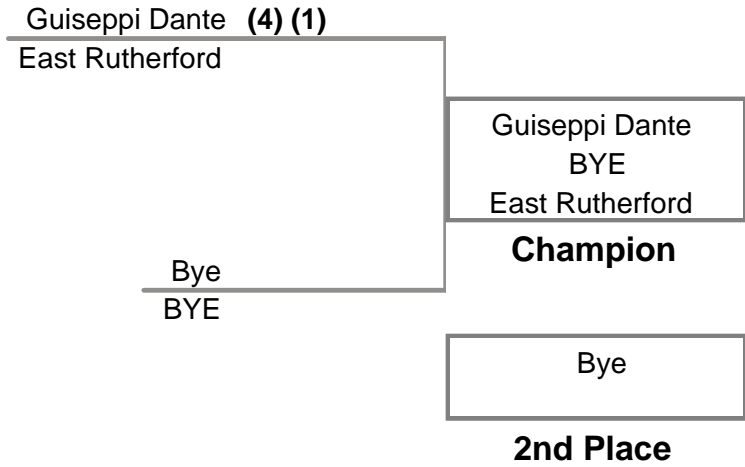 Guiseppi Dante (4) (1)
East Rutherford
Guiseppi Dante
BYE
East Rutherford
Champion
Bye
BYE
Bye
2nd Place